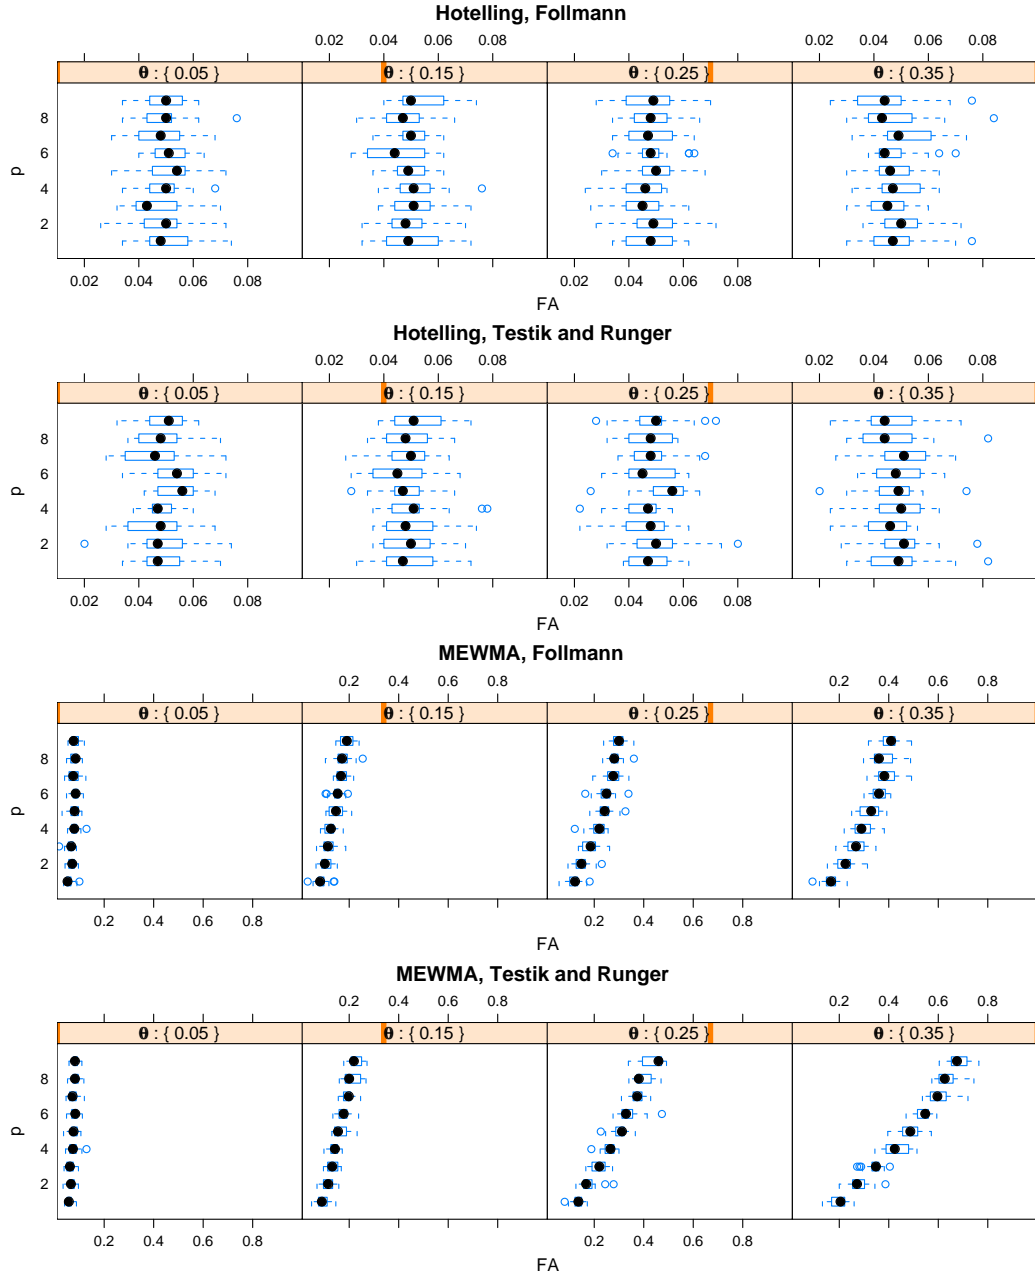 Hotelling, Follmann
0.02 0.04 0.06 0.08 0.02 0.04 0.06 0.08
θ : { 0.05 } θ : { 0.15 } θ : { 0.25 } θ : { 0.35 }
8
6
4
2
p
0.02 0.04 0.06 0.08 0.02 0.04 0.06 0.08
FA
Hotelling, Testik and Runger
0.02 0.04 0.06 0.08 0.02 0.04 0.06 0.08
θ : { 0.05 } θ : { 0.15 } θ : { 0.25 } θ : { 0.35 }
8
6
4
2
p
0.02 0.04 0.06 0.08 0.02 0.04 0.06 0.08
FA
MEWMA, Follmann
0.2 0.4 0.6 0.8 0.2 0.4 0.6 0.8
θ : { 0.05 } θ : { 0.15 } θ : { 0.25 } θ : { 0.35 }
8
6
4
2
p
0.2 0.4 0.6 0.8 0.2 0.4 0.6 0.8
FA
MEWMA, Testik and Runger
0.2 0.4 0.6 0.8 0.2 0.4 0.6 0.8
θ : { 0.05 } θ : { 0.15 } θ : { 0.25 } θ : { 0.35 }
8
6
4
2
p
0.2 0.4 0.6 0.8 0.2 0.4 0.6 0.8
FA